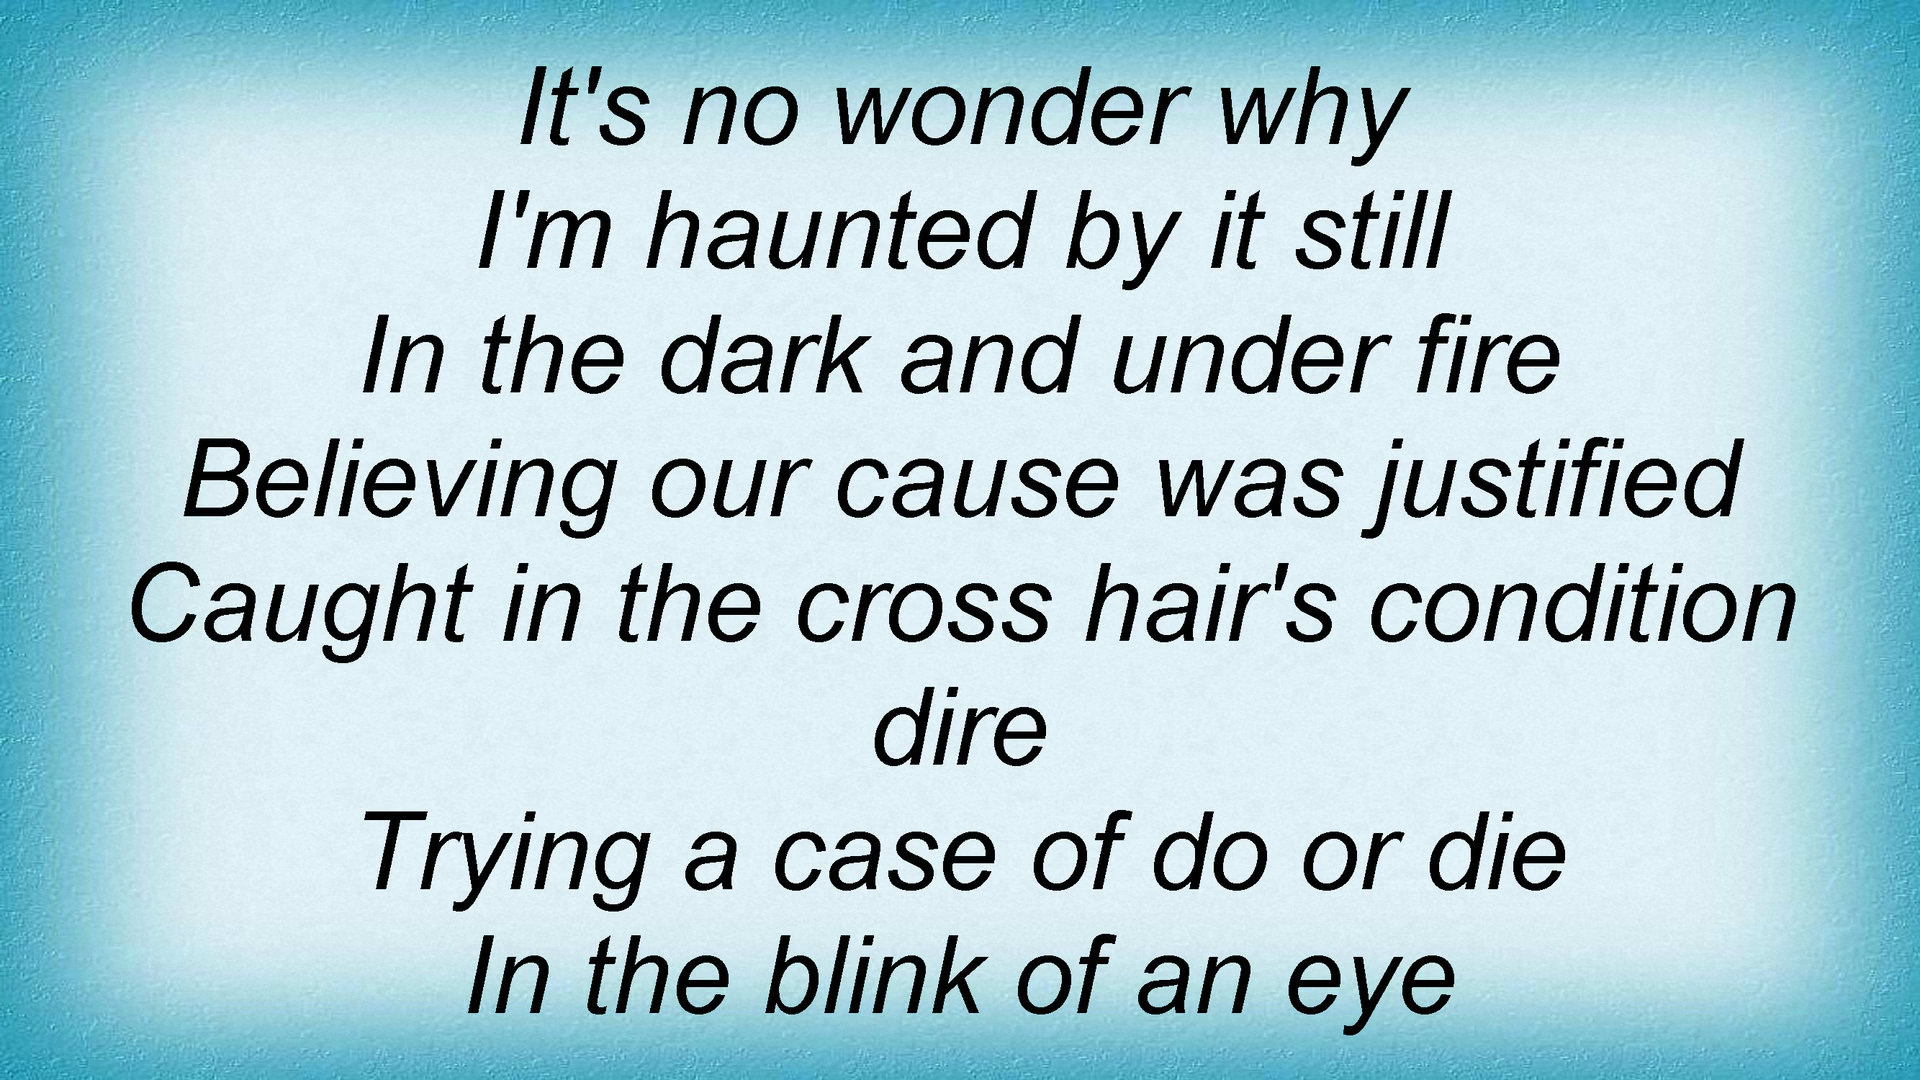 It's no wonder why
I'm haunted by it still
In the dark and under fire
Believing our cause was justified
Caught in the cross hair's condition
dire
Trying a case of do or die
In the blink of an eye